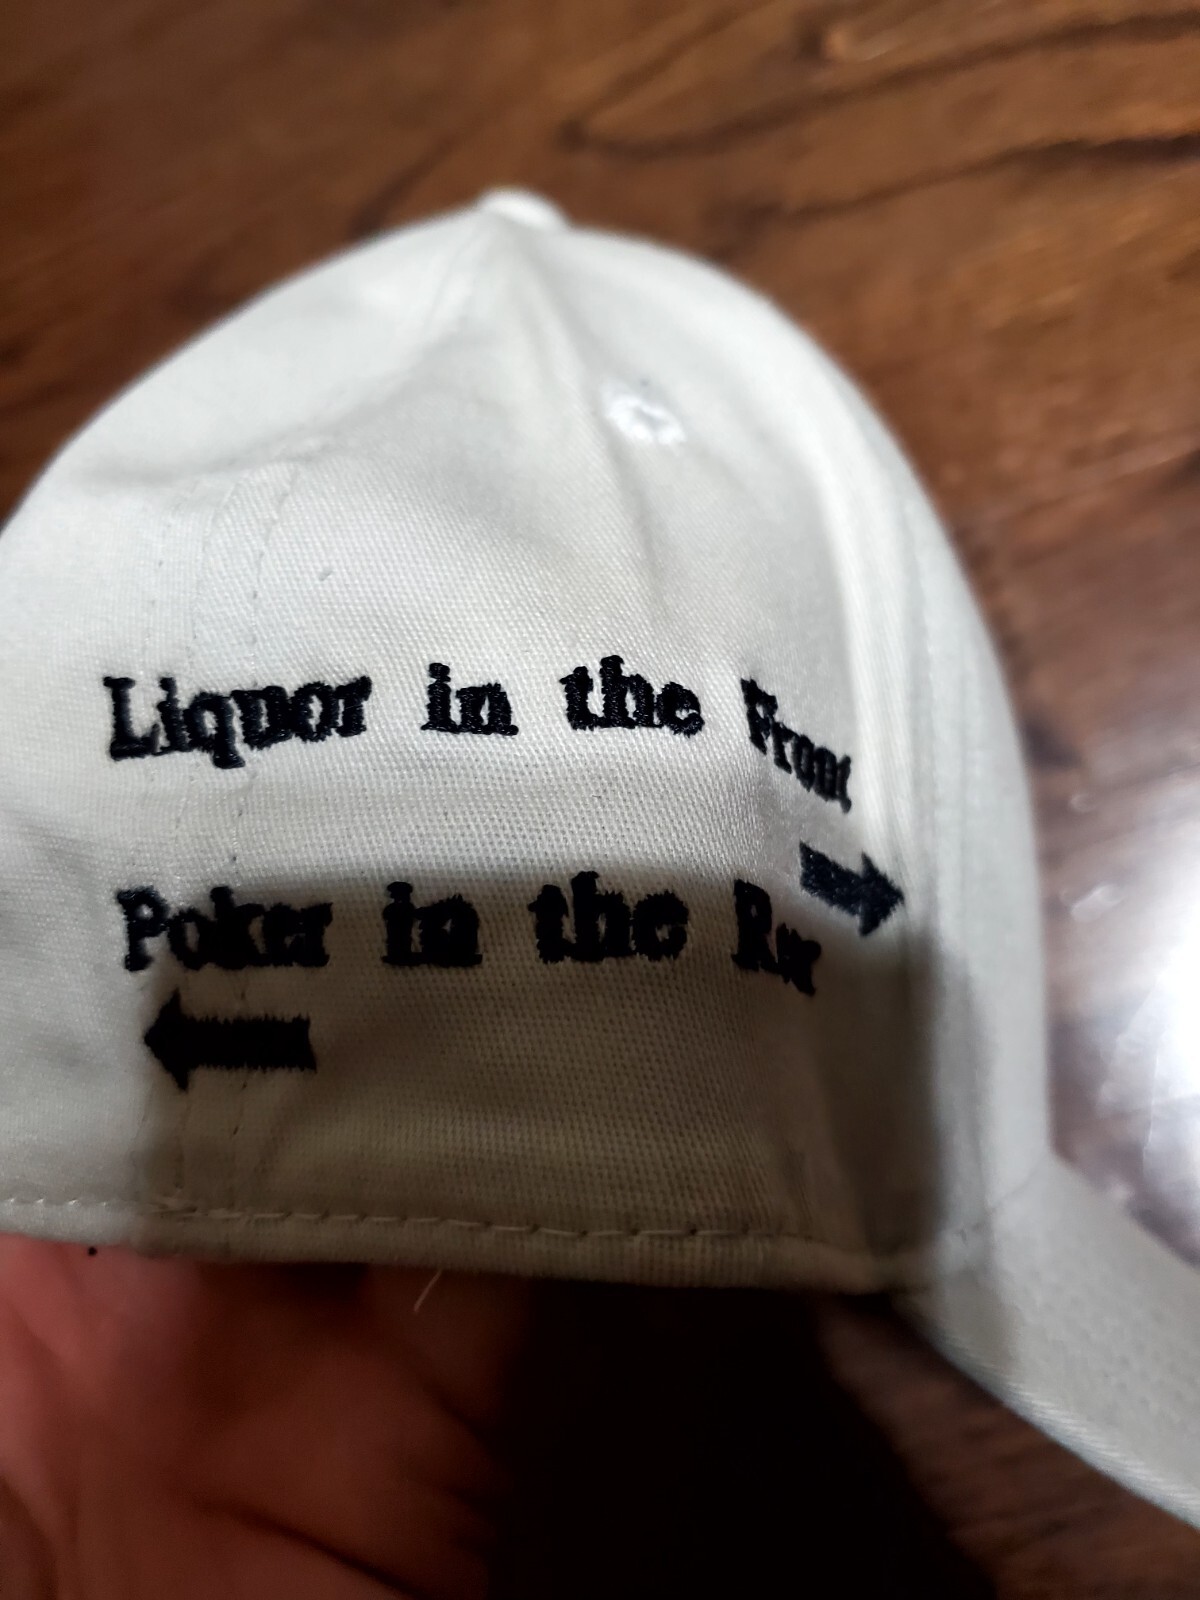 Liquor in the Front
Poker in the